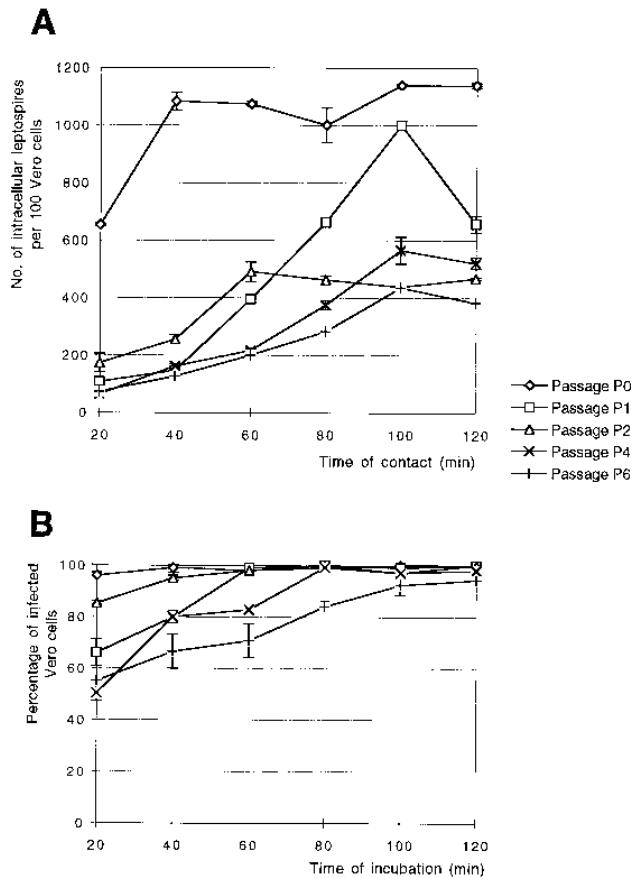 A
No. of intracellular leptospires
per 100 Vero cells
1200
1000
800
600
400
200
0
20 40 60 80 100 120
Time of contact (min)
Passage P0
Passage P1
Passage P2
Passage P4
Passage P6
B
Percentage of infected
Vero cells
100
80
60
40
20
0
20 40 60 80 100 120
Time of incubation (min)